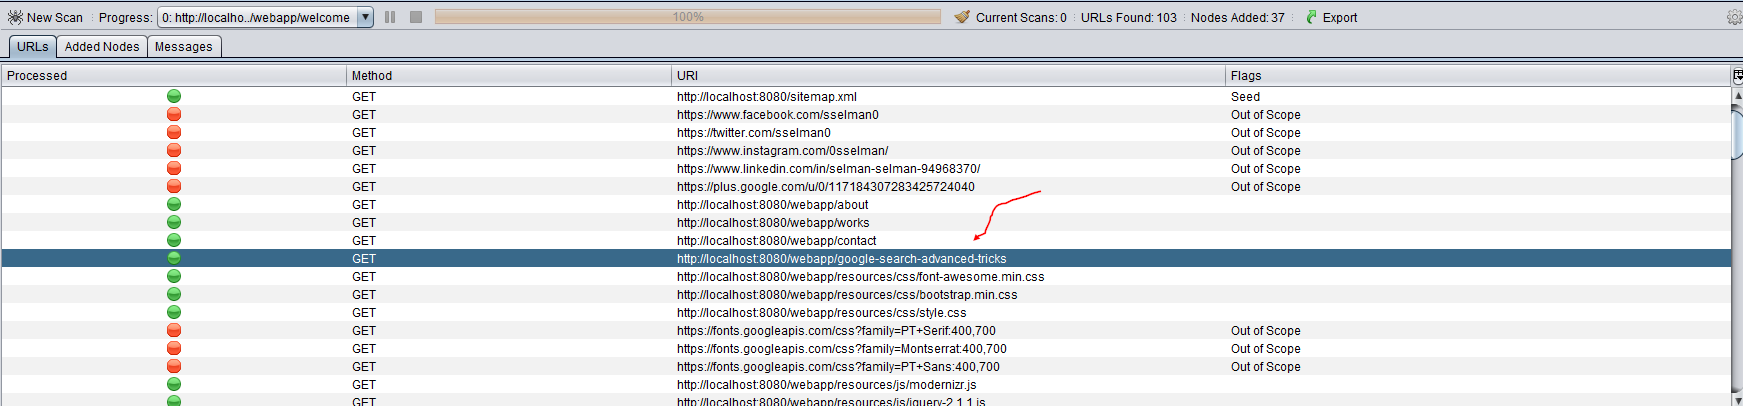 New Scan Progress: 0: http://localho../webapp/welcome 100% Current Scans: 0 URLs Found: 103 Nodes Added: 37 Export
URLs Added Nodes Messages
Processed Method URI Flags
GET http://localhost:8080/sitemap.xml Seed
GET https://www.facebook.com/sselman0 Out of Scope
GET https://twitter.com/sselman0 Out of Scope
GET https://www.instagram.com/0sselman/ Out of Scope
GET https://www.linkedin.com/in/selman-selman-94968370/ Out of Scope
GET https://plus.google.com/u/0/117184307283425724040 Out of Scope
GET http://localhost:8080/webapp/about
GET http://localhost:8080/webapp/works
GET http://localhost:8080/webapp/contact
GET http://localhost:8080/webapp/google-search-advanced-tricks
GET http://localhost:8080/webapp/resources/css/font-awesome.min.css
GET http://localhost:8080/webapp/resources/css/bootstrap.min.css
GET http://localhost:8080/webapp/resources/css/style.css
GET https://fonts.googleapis.com/css?family=PT+Serif:400,700 Out of Scope
GET https://fonts.googleapis.com/css?family=Montserrat:400,700 Out of Scope
GET https://fonts.googleapis.com/css?family=PT+Sans:400,700 Out of Scope
GET http://localhost:8080/webapp/resources/js/modernizr.js
GET http://localhost:8080/webapp/resources/js/jquery-2.1.1.js